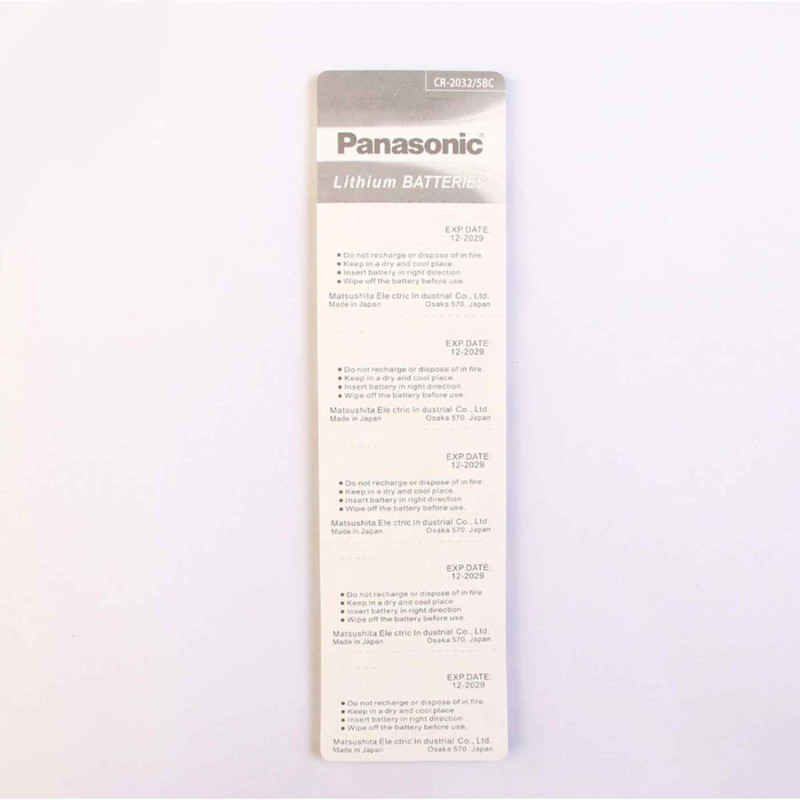 CR-2032/5BC
Panasonic
Lithium BATTERIES
EXP.DATE:
12-2029
• Do not recharge or dispose of in fire.
• Keep in a dry and cool place.
• Insert battery in right direction
• Wipe off the battery before use.
Matsushita Ele ctric In dustrial Co., Ltd.
Made in Japan Osaka 570, Japan
EXP.DATE:
12-2029
• Do not recharge or dispose of in fire.
• Keep in a dry and cool place.
• Insert battery in right direction
• Wipe off the battery before use.
Matsushita Ele ctric In dustrial Co., Ltd.
Made in Japan Osaka 570, Japan
EXP.DATE:
12-2029
• Do not recharge or dispose of in fire.
• Keep in a dry and cool place.
• Insert battery in right direction
• Wipe off the battery before use.
Matsushita Ele ctric In dustrial Co., Ltd.
Made in Japan Osaka 570, Japan
EXP.DATE:
12-2029
• Do not recharge or dispose of in fire.
• Keep in a dry and cool place
• Insert battery in right direction
• Wipe off the battery before use.
Matsushita Ele ctric In dustrial Co., Ltd.
Made in Japan Osaka 570, Japan
EXP.DATE:
12-2029
• Do not recharge or dispose of in fire.
• Keep in a dry and cool place.
• Insert battery in right direction
• Wipe off the battery before use.
Matsushita Ele ctric In dustrial Co., Ltd.
Made in Japan Osaka 570, Japan